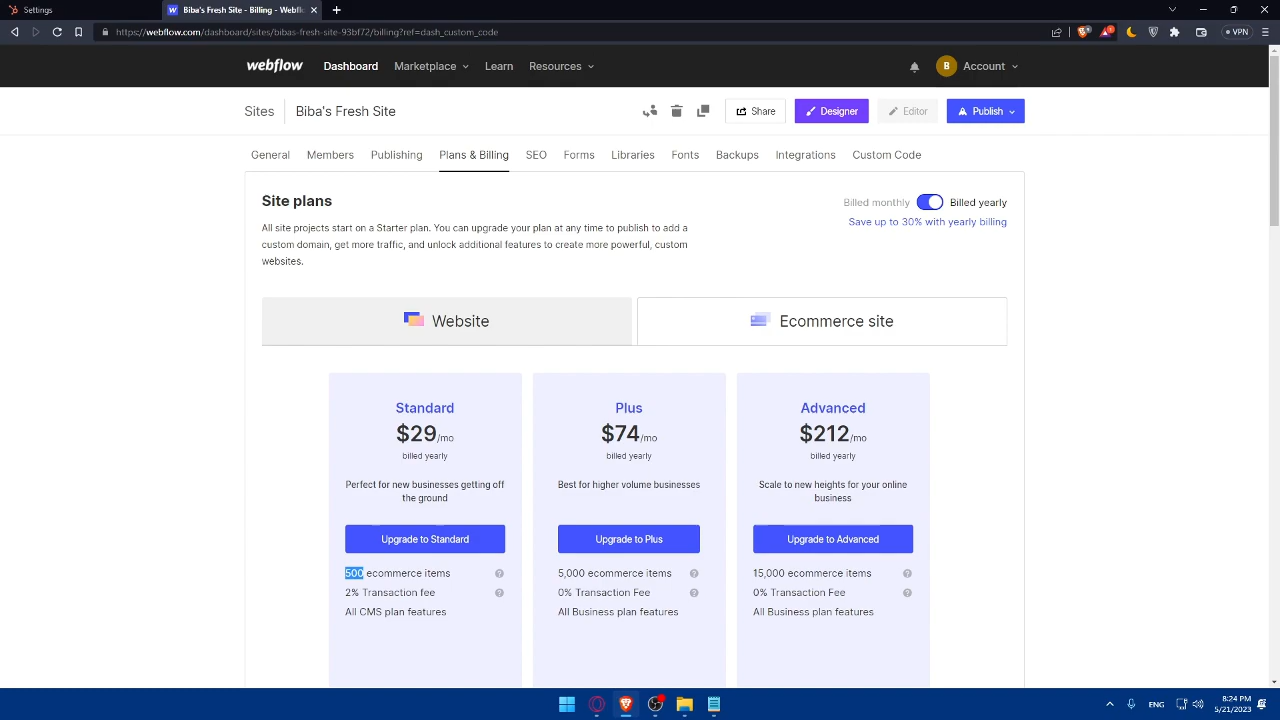 Settings
Biba's Fresh Site - Billing - Webfl
https://webflow.com/dashboard/sites/bibas-fresh-site-93bf72/billing?ref=dash_custom_code
VPN
webflow Dashboard Marketplace Learn Resources
B Account
Sites Biba's Fresh Site
Share Designer Editor Publish
General Members Publishing Plans & Billing SEO Forms Libraries Fonts Backups Integrations Custom Code
Site plans
Billed monthly Billed yearly
Save up to 30% with yearly billing
All site projects start on a Starter plan. You can upgrade your plan at any time to publish to add a
custom domain, get more traffic, and unlock additional features to create more powerful, custom
websites.
Website
Ecommerce site
Standard
$29/mo
billed yearly
Perfect for new businesses getting off
the ground
Upgrade to Standard
500 ecommerce items
2% Transaction fee
All CMS plan features
Plus
$74/mo
billed yearly
Best for higher volume businesses
Upgrade to Plus
5,000 ecommerce items
0% Transaction Fee
All Business plan features
Advanced
$212/mo
billed yearly
Scale to new heights for your online
business
Upgrade to Advanced
15,000 ecommerce items
0% Transaction Fee
All Business plan features
ENG
8:24 PM
5/21/2023